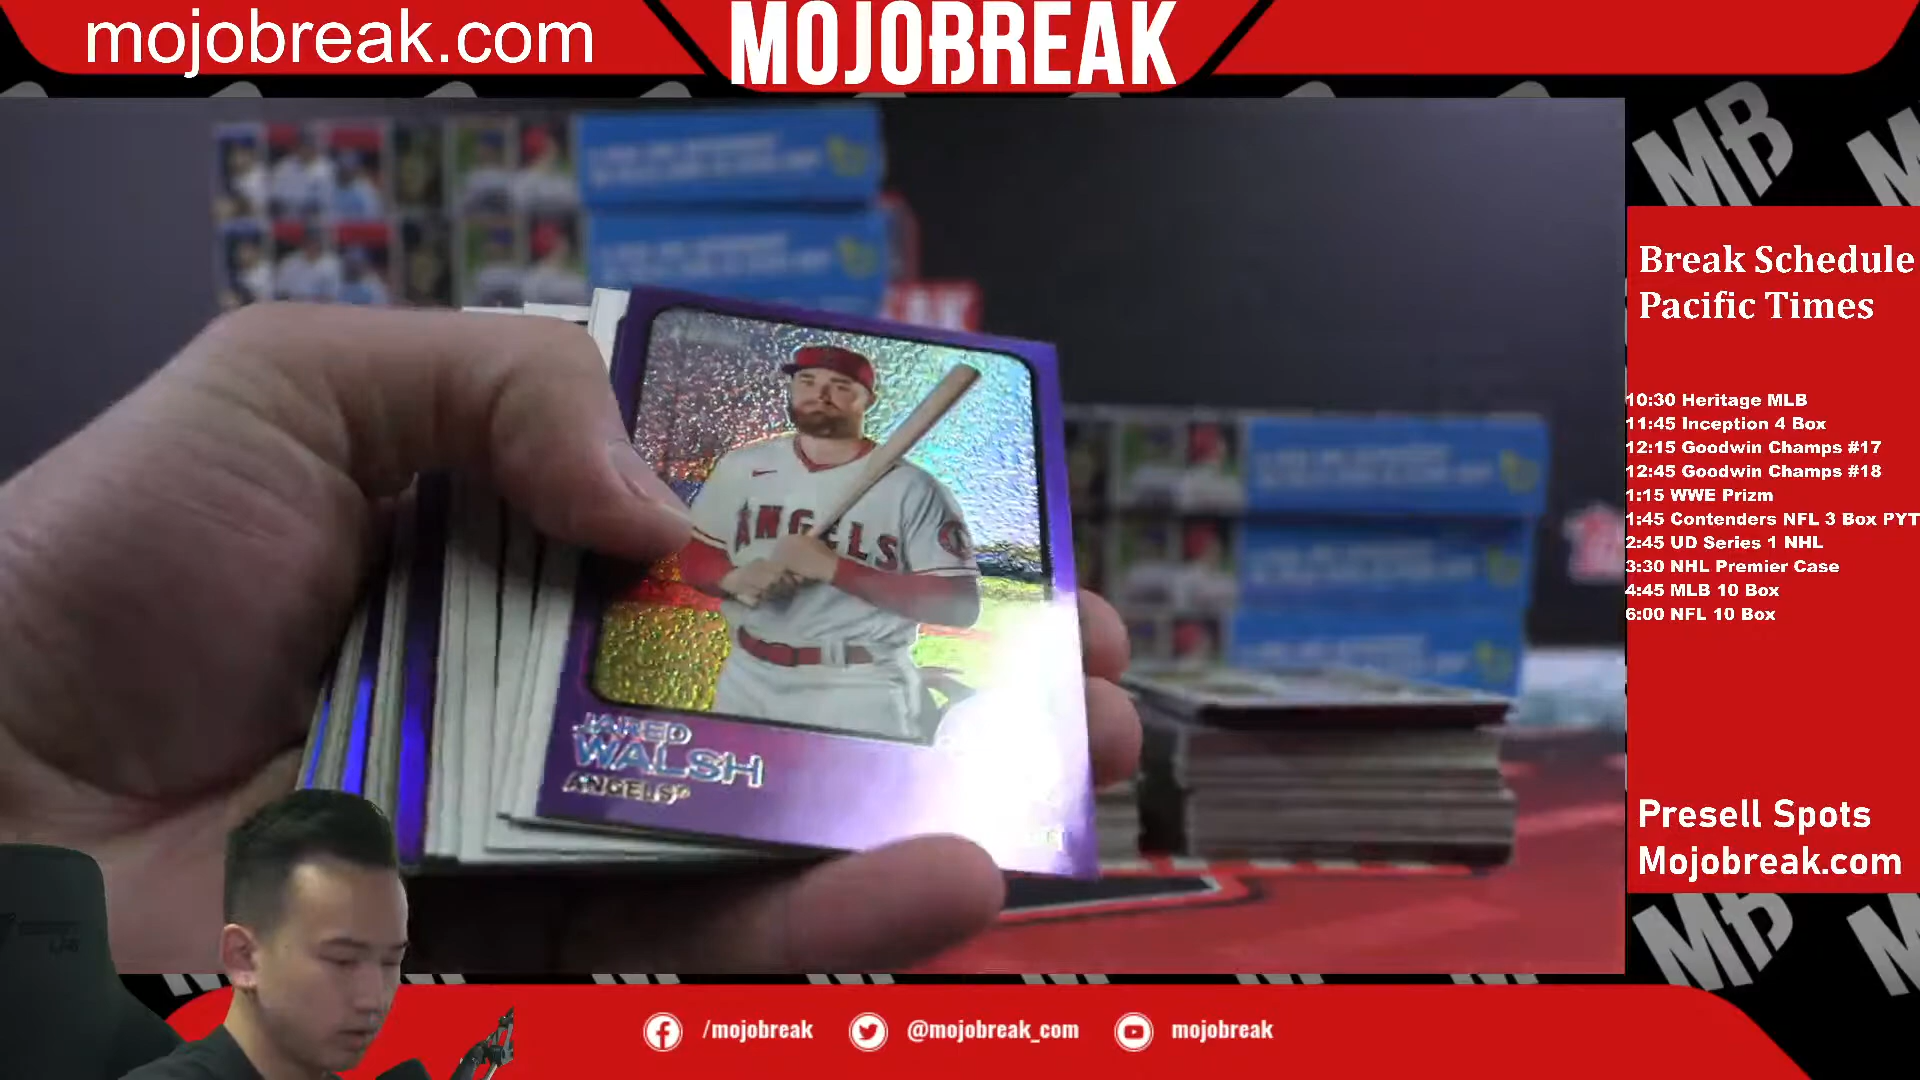 mojobreak.com
MOJOBREAK
MB
Break Schedule
Pacific Times
10:30 Heritage MLB
11:45 Inception 4 Box
12:15 Goodwin Champs #17
12:45 Goodwin Champs #18
1:15 WWE Prizm
1:45 Contenders NFL 3 Box PYT
2:45 UD Series 1 NHL
3:30 NHL Premier Case
4:45 MLB 10 Box
6:00 NFL 10 Box
ANGELS
JARED
WALSH
ANGELS
Presell Spots
Mojobreak.com
MB
/mojobreak
@mojobreak_com
mojobreak